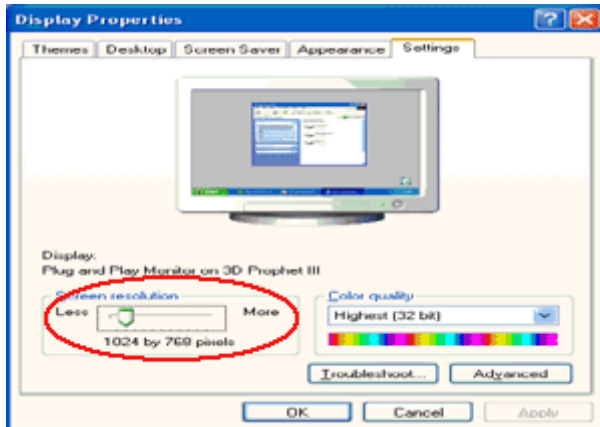 Display Properties
Themes Desktop Screen Saver Appearance Settings
Display:
Plug and Play Monitor on 3D Prophet III
Screen resolution
Less More
1024 by 768 pixels
Color quality
Highest (32 bit)
Troubleshoot... Advanced
OK Cancel Apply